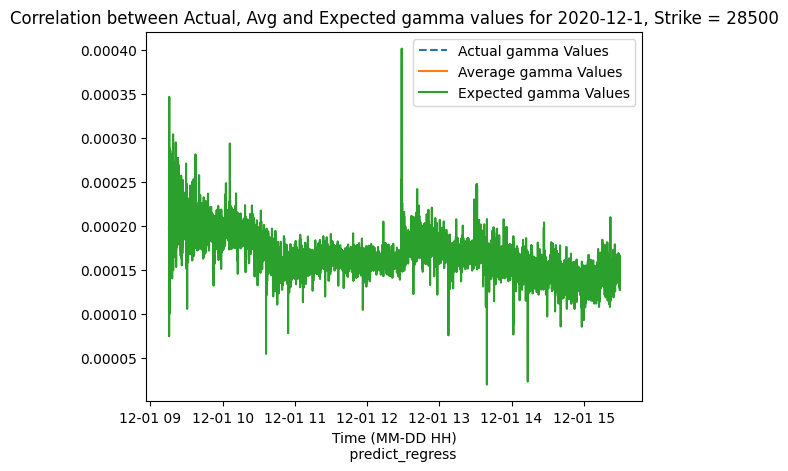 Correlation between Actual, Avg and Expected gamma values for 2020-12-1, Strike = 28500
Actual gamma Values
Average gamma Values
Expected gamma Values
0.00040
0.00035
0.00030
0.00025
0.00020
0.00015
0.00010
0.00005
12-01 09 12-01 10 12-01 11 12-01 12 12-01 13 12-01 14 12-01 15
Time (MM-DD HH)
predict_regress